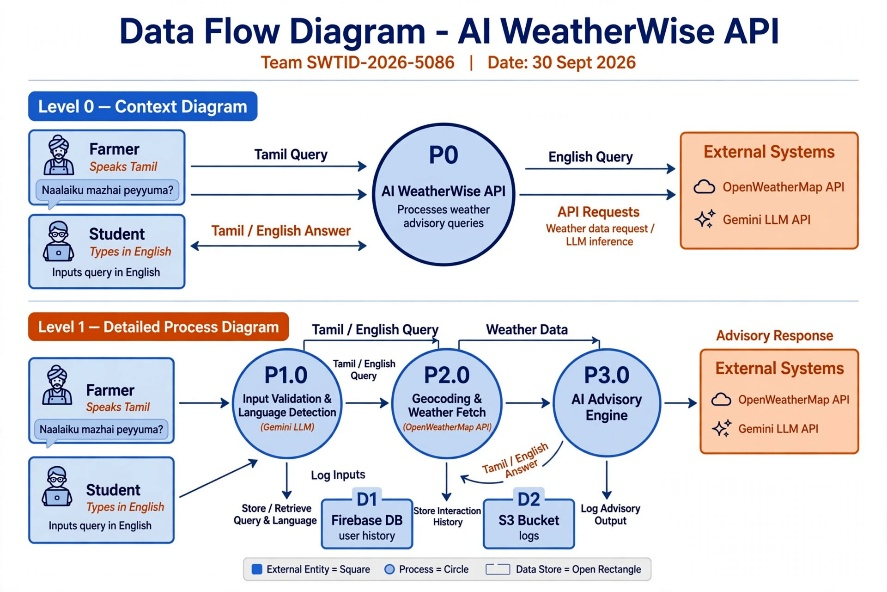 Data Flow Diagram - AI WeatherWise API
Team SWTID-2026-5086 | Date: 30 Sept 2026
Level 0 — Context Diagram
Farmer
Speaks Tamil
Naalaiku mazhai peyyuma?
Student
Types in English
Inputs query in English
Tamil Query
Tamil / English Answer
P0
AI WeatherWise API
Processes weather
advisory queries
English Query
API Requests
Weather data request /
LLM inference
External Systems
OpenWeatherMap API
Gemini LLM API
Level 1 — Detailed Process Diagram
Farmer
Speaks Tamil
Naalaiku mazhai peyyuma?
Student
Types in English
Inputs query in English
Tamil / English Query
Weather Data
P1.0
Input Validation &
Language Detection
(Gemini LLM)
Tamil / English
Query
P2.0
Geocoding &
Weather Fetch
(OpenWeatherMap API)
P3.0
AI Advisory
Engine
Advisory Response
External Systems
OpenWeatherMap API
Gemini LLM API
Tamil / English
Answer
Log Inputs
Store / Retrieve
Query & Language
D1
Firebase DB
user history
Store Interaction
History
D2
S3 Bucket
logs
Log Advisory
Output
External Entity = Square
Process = Circle
Data Store = Open Rectangle